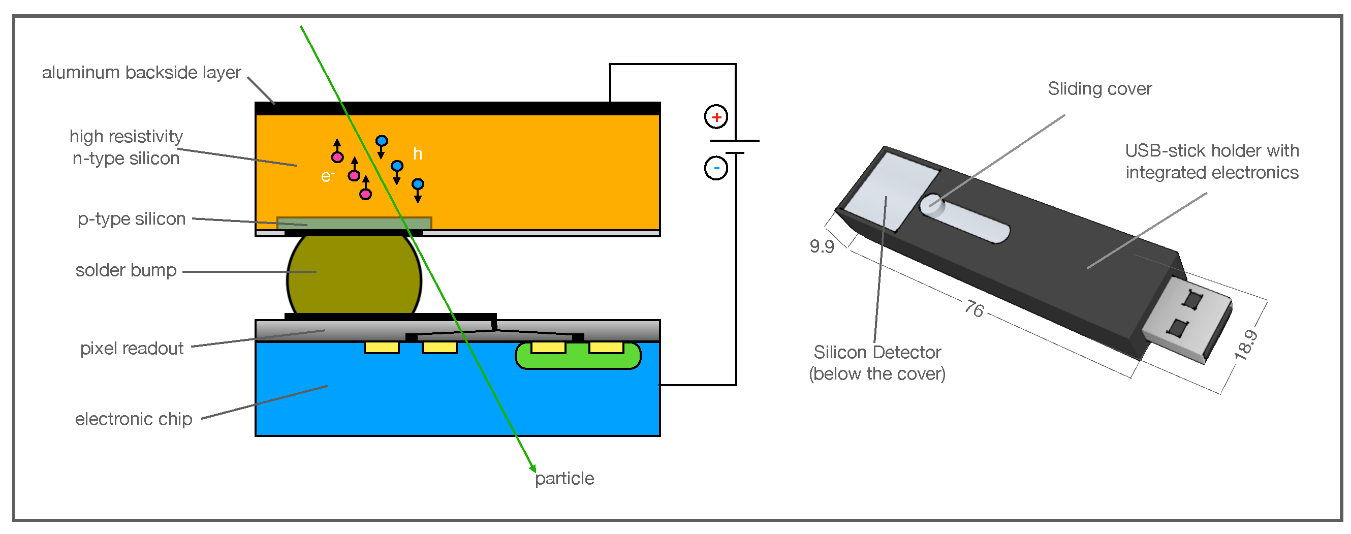 aluminum backside layer
high resistivity
n-type silicon
p-type silicon
solder bump
pixel readout
electronic chip
e⁻
h
+
-
particle
Sliding cover
USB-stick holder with
integrated electronics
9.9
76
18.9
Silicon Detector
(below the cover)